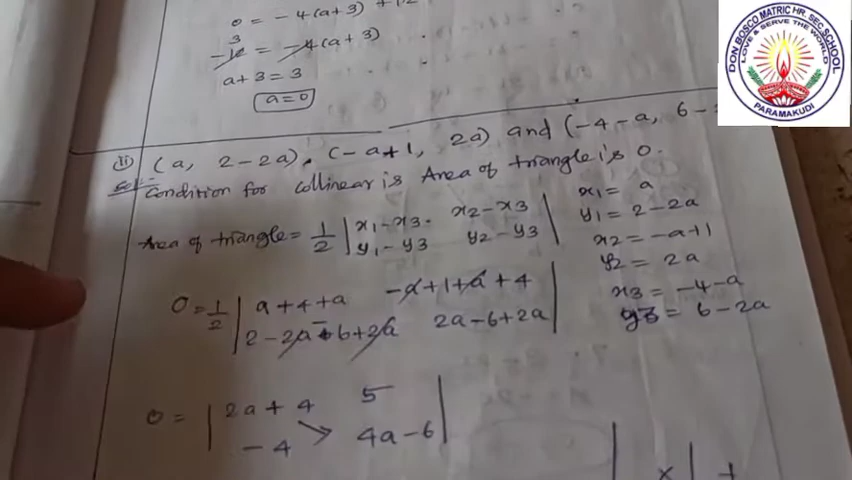 0 = -4(a+3) + 12
3
-12 = -4(a+3)
a+3 = 3
a=0
(ii) (a, 2-2a), (-a+1, 2a) and (-4-a, 6-
Sol:- Condition for Collinear is Area of triangle is 0.
Area of triangle = 1/2 | x1-x3 x2-x3 |
| y1-y3 y2-y3 |
x1 = a
y1 = 2-2a
x2 = -a+1
y2 = 2a
x3 = -4-a
y3 = 6-2a
0 = 1/2 | a+4+a -a+1+a+4 |
| 2-2a-6+2a 2a-6+2a |
0 = | 2a+4 5 |
| -4 4a-6 |
| x | +
DON BOSCO MATRIC HR. SEC. SCHOOL
LOVE & SERVE THE WORLD
PARAMAKUDI